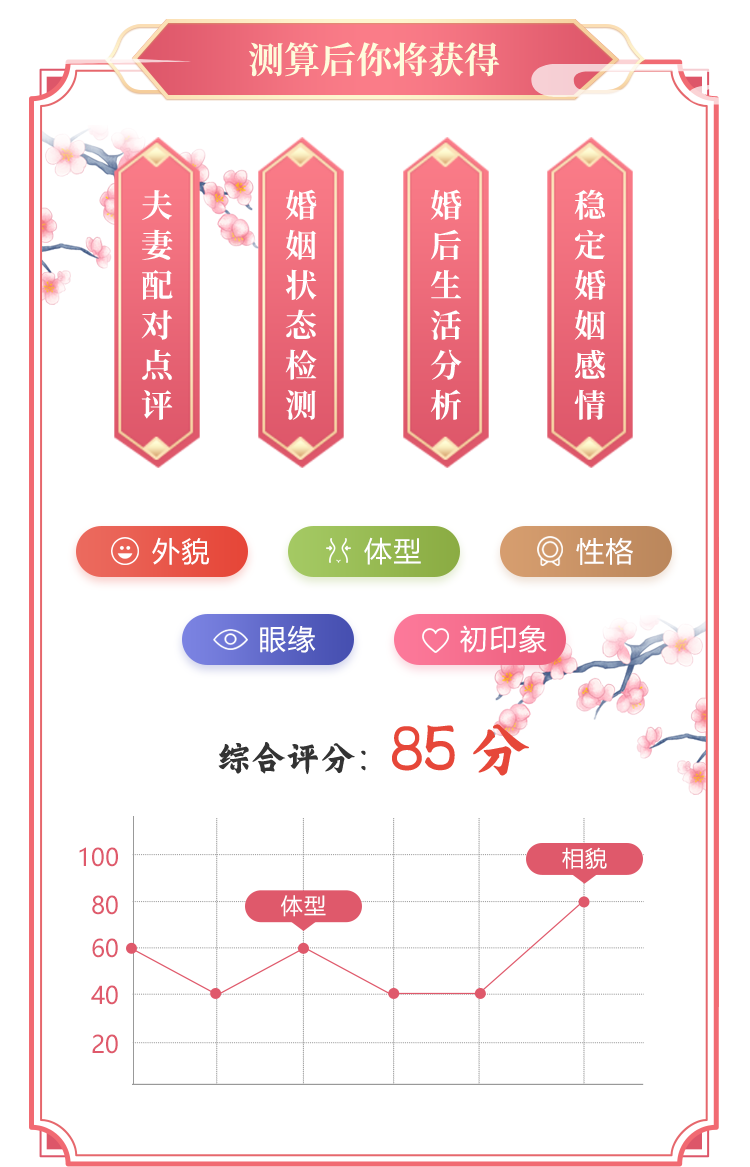 测算后你将获得
夫妻配对点评
婚姻状态检测
婚后生活分析
稳定婚姻感情
外貌
体型
性格
眼缘
初印象
综合评分：85 分
100
80
60
40
20
体型
相貌